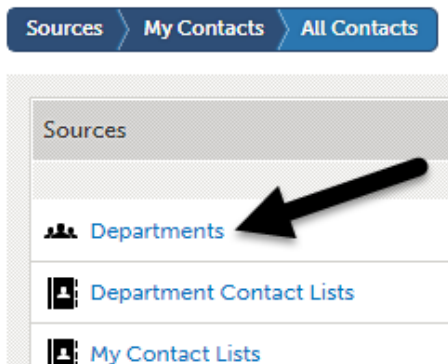 Sources My Contacts All Contacts
Sources
Departments
Department Contact Lists
My Contact Lists